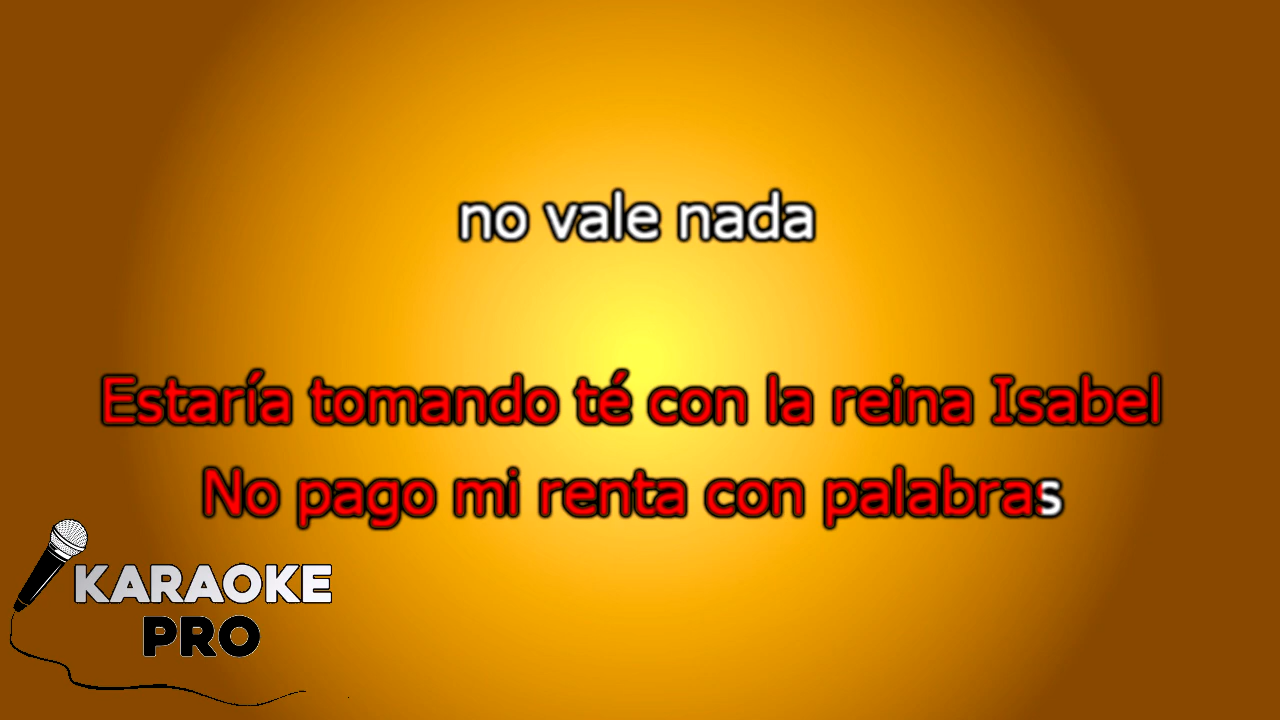 no vale nada
Estaría tomando té con la reina Isabel
No pago mi renta con palabras
KARAOKE
PRO